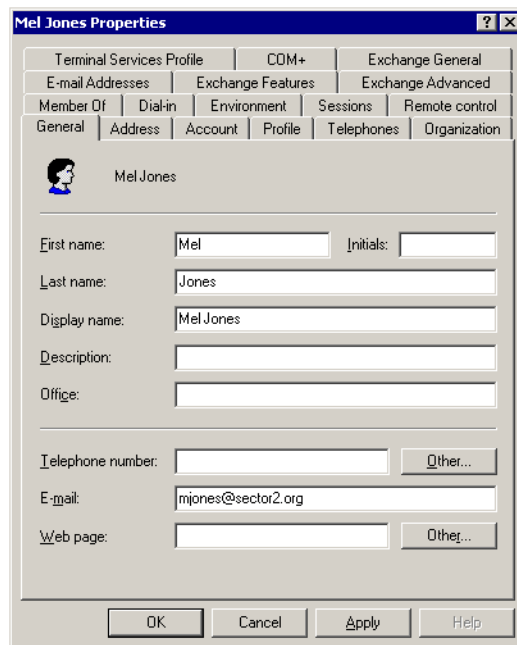 Mel Jones Properties ? X
Terminal Services Profile COM+ Exchange General
E-mail Addresses Exchange Features Exchange Advanced
Member Of Dial-in Environment Sessions Remote control
General Address Account Profile Telephones Organization
Mel Jones
First name: Mel Initials:
Last name: Jones
Display name: Mel Jones
Description:
Office:
Telephone number: Other...
E-mail: mjones@sector2.org
Web page: Other...
OK Cancel Apply Help